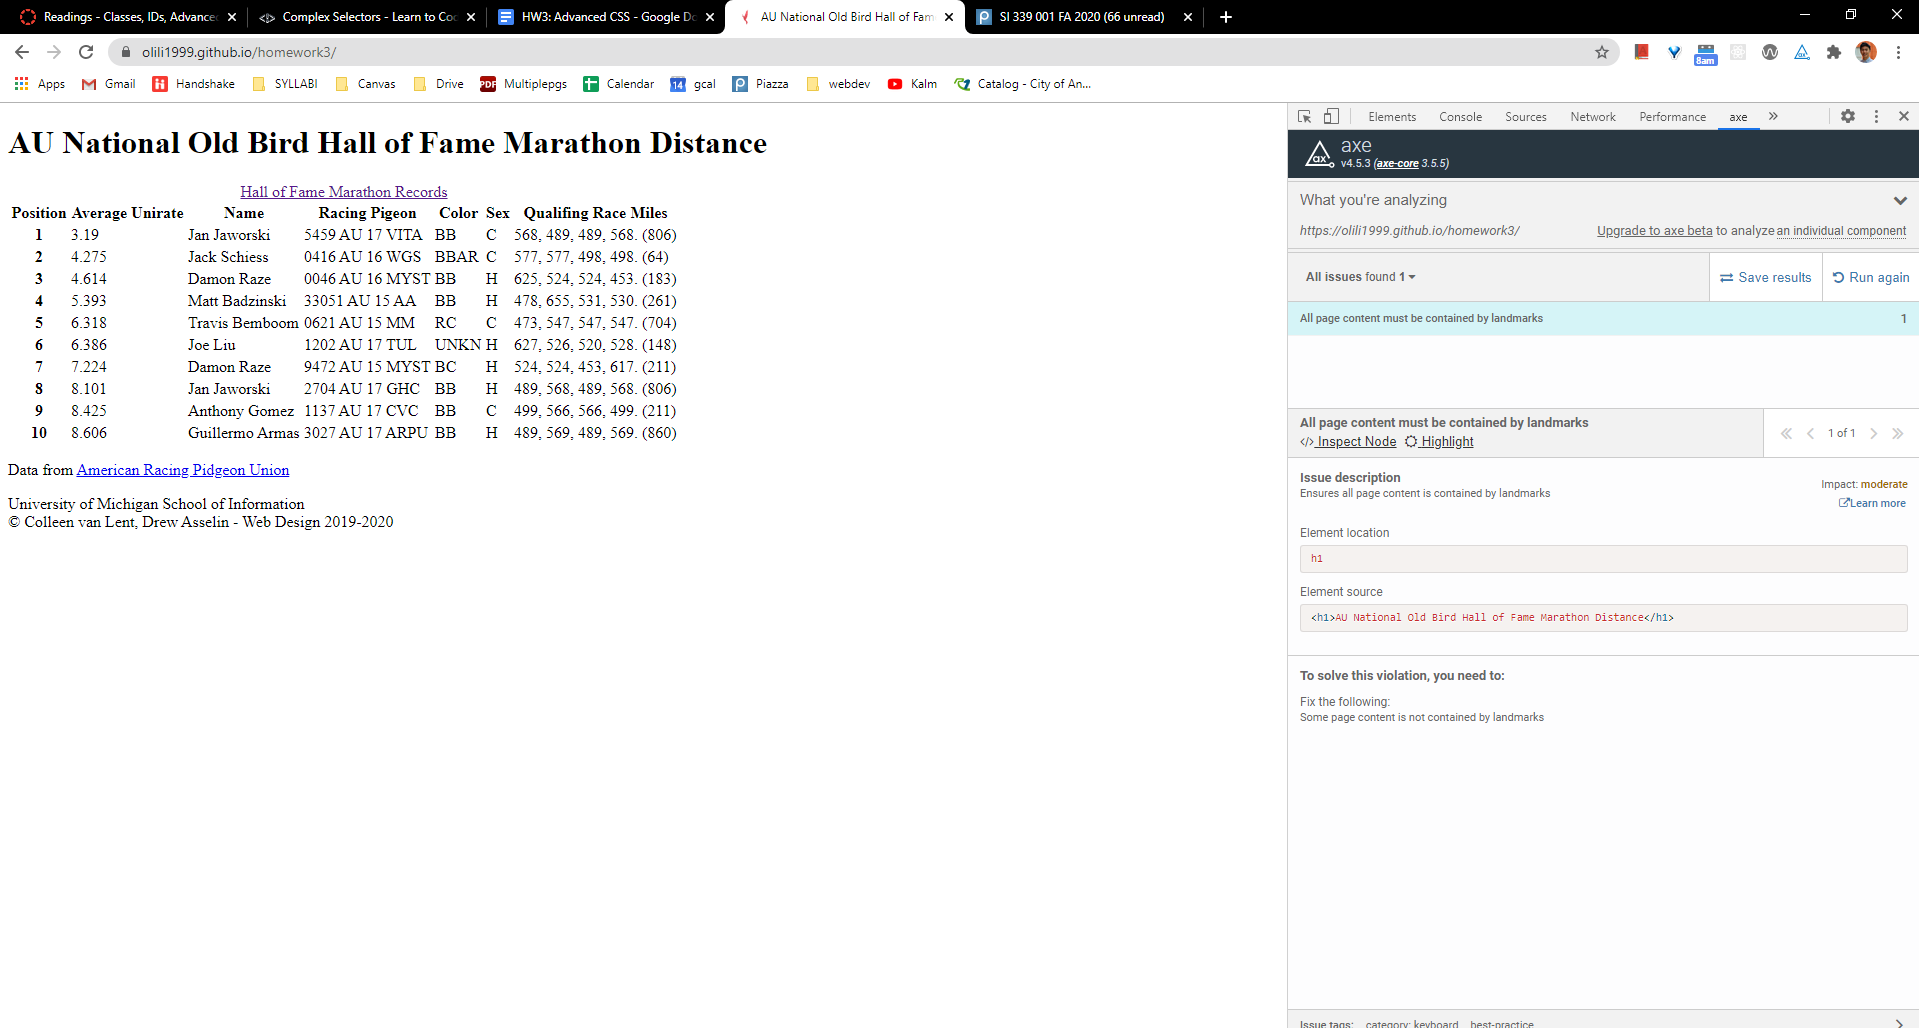 Readings - Classes, IDs, Advance
Complex Selectors - Learn to Coc
HW3: Advanced CSS - Google Do
AU National Old Bird Hall of Fam
SI 339 001 FA 2020 (66 unread)
olili1999.github.io/homework3/
8am
Apps
Gmail
Handshake
SYLLABI
Canvas
Drive
PDF Multiplepgs
Calendar
14 gcal
Piazza
webdev
Kalm
Catalog - City of An...
AU National Old Bird Hall of Fame Marathon Distance
Hall of Fame Marathon Records
Position Average Unirate Name Racing Pigeon Color Sex Qualifing Race Miles
1 3.19 Jan Jaworski 5459 AU 17 VITA BB C 568, 489, 489, 568. (806)
2 4.275 Jack Schiess 0416 AU 16 WGS BBAR C 577, 577, 498, 498. (64)
3 4.614 Damon Raze 0046 AU 16 MYST BB H 625, 524, 524, 453. (183)
4 5.393 Matt Badzinski 33051 AU 15 AA BB H 478, 655, 531, 530. (261)
5 6.318 Travis Bemboom 0621 AU 15 MM RC C 473, 547, 547, 547. (704)
6 6.386 Joe Liu 1202 AU 17 TUL UNKN H 627, 526, 520, 528. (148)
7 7.224 Damon Raze 9472 AU 15 MYST BC H 524, 524, 453, 617. (211)
8 8.101 Jan Jaworski 2704 AU 17 GHC BB H 489, 568, 489, 568. (806)
9 8.425 Anthony Gomez 1137 AU 17 CVC BB C 499, 566, 566, 499. (211)
10 8.606 Guillermo Armas 3027 AU 17 ARPU BB H 489, 569, 489, 569. (860)
Data from American Racing Pidgeon Union
University of Michigan School of Information
© Colleen van Lent, Drew Asselin - Web Design 2019-2020
Elements Console Sources Network Performance axe »
axe
v4.5.3 (axe-core 3.5.5)
What you're analyzing
https://olili1999.github.io/homework3/ Upgrade to axe beta to analyze an individual component
All issues found 1
Save results
Run again
All page content must be contained by landmarks 1
All page content must be contained by landmarks
</> Inspect Node Highlight
1 of 1
Issue description
Ensures all page content is contained by landmarks
Impact: moderate
Learn more
Element location
h1
Element source
<h1>AU National Old Bird Hall of Fame Marathon Distance</h1>
To solve this violation, you need to:
Fix the following:
Some page content is not contained by landmarks
Issue tags: category: keyboard best-practice